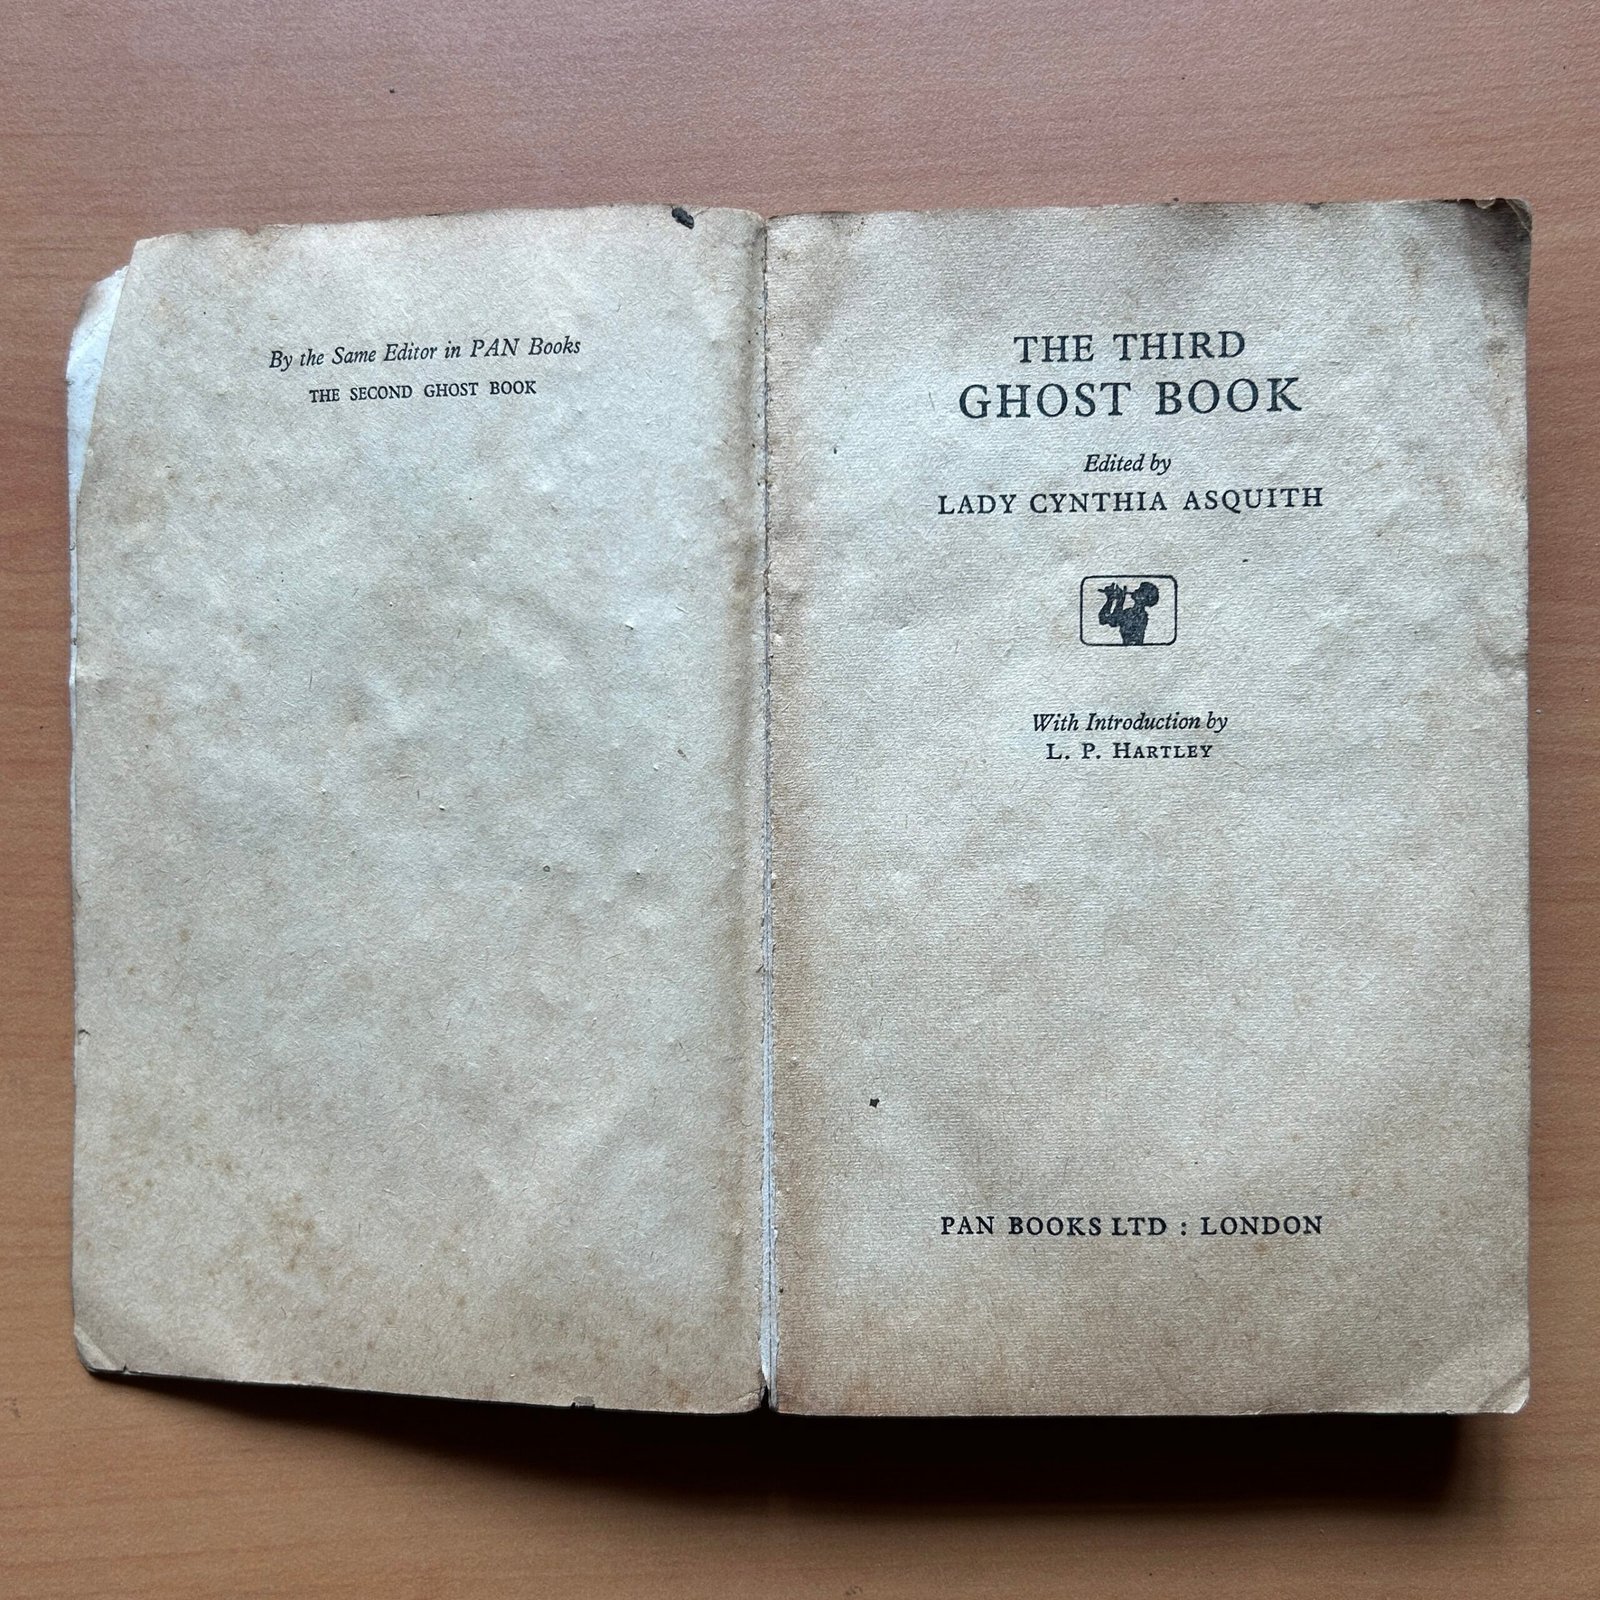 By the Same Editor in PAN Books
THE SECOND GHOST BOOK
THE THIRD
GHOST BOOK
Edited by
LADY CYNTHIA ASQUITH
With Introduction by
L. P. HARTLEY
PAN BOOKS LTD : LONDON